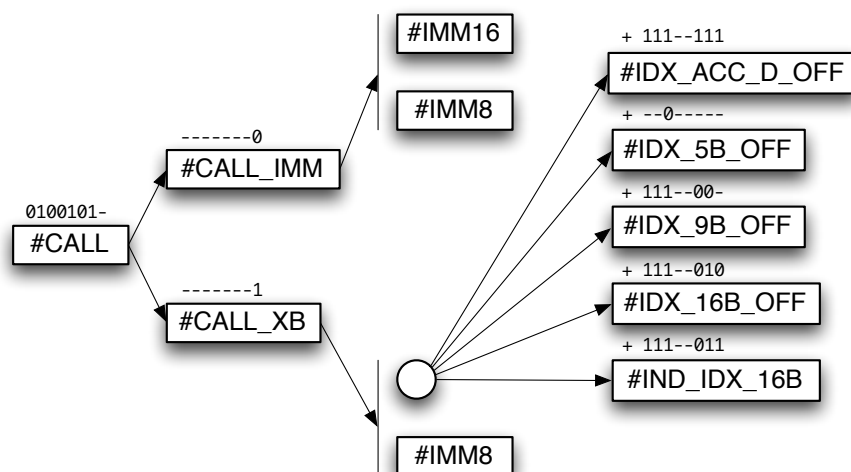 #IMM16
+ 111--111
#IDX_ACC_D_OFF
#IMM8
+ --0-----
#IDX_5B_OFF
-------0
#CALL_IMM
+ 111--00-
#IDX_9B_OFF
0100101-
#CALL
+ 111--010
#IDX_16B_OFF
-------1
#CALL_XB
+ 111--011
#IND_IDX_16B
#IMM8